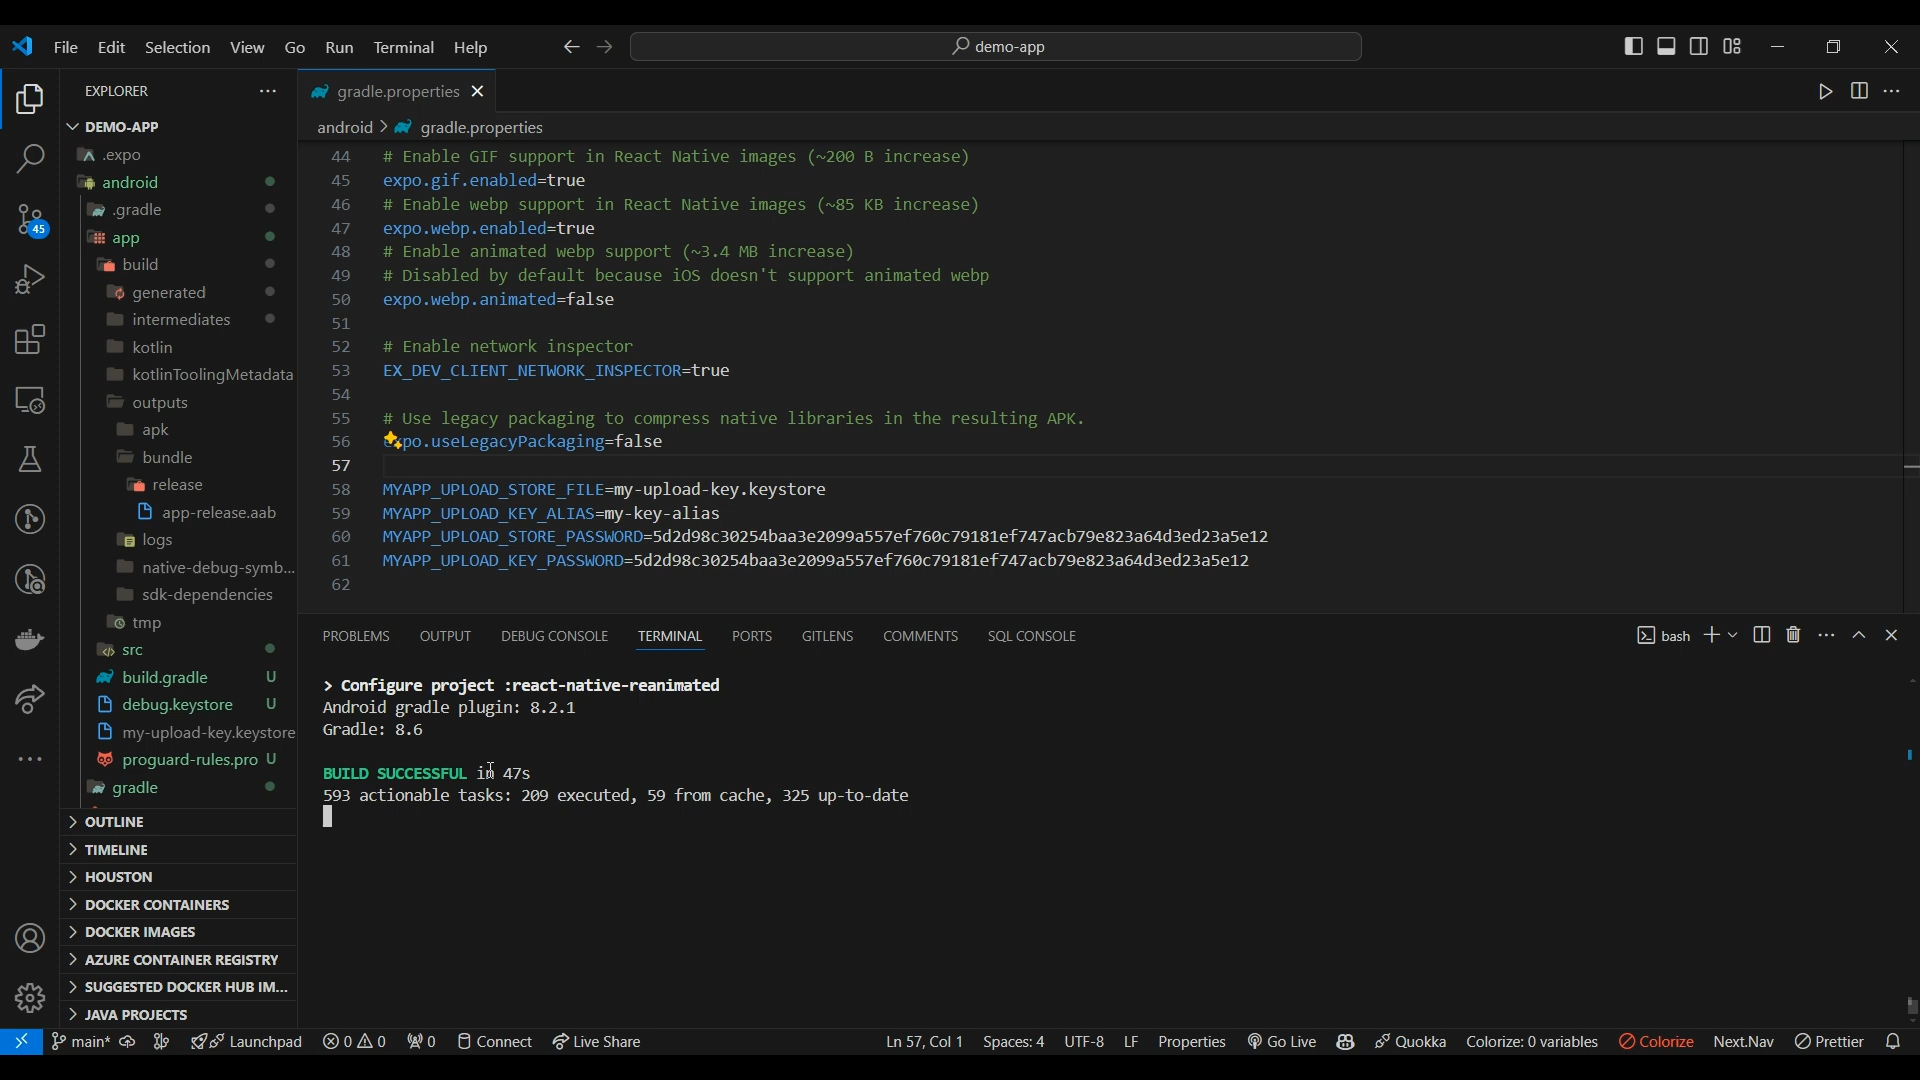 File Edit Selection View Go Run Terminal Help
demo-app
EXPLORER
DEMO-APP
.expo
android
.gradle
app
build
generated
intermediates
kotlin
kotlinToolingMetadata
outputs
apk
bundle
release
app-release.aab
logs
native-debug-symb...
sdk-dependencies
tmp
src
build.gradle U
debug.keystore U
my-upload-key.keystore
proguard-rules.pro U
gradle
OUTLINE
TIMELINE
HOUSTON
DOCKER CONTAINERS
DOCKER IMAGES
AZURE CONTAINER REGISTRY
SUGGESTED DOCKER HUB IM...
JAVA PROJECTS
45
gradle.properties
android > gradle.properties
44 # Enable GIF support in React Native images (~200 B increase)
45 expo.gif.enabled=true
46 # Enable webp support in React Native images (~85 KB increase)
47 expo.webp.enabled=true
48 # Enable animated webp support (~3.4 MB increase)
49 # Disabled by default because iOS doesn't support animated webp
50 expo.webp.animated=false
51
52 # Enable network inspector
53 EX_DEV_CLIENT_NETWORK_INSPECTOR=true
54
55 # Use legacy packaging to compress native libraries in the resulting APK.
56 expo.useLegacyPackaging=false
57
58 MYAPP_UPLOAD_STORE_FILE=my-upload-key.keystore
59 MYAPP_UPLOAD_KEY_ALIAS=my-key-alias
60 MYAPP_UPLOAD_STORE_PASSWORD=5d2d98c30254baa3e2099a557ef760c79181ef747acb79e823a64d3ed23a5e12
61 MYAPP_UPLOAD_KEY_PASSWORD=5d2d98c30254baa3e2099a557ef760c79181ef747acb79e823a64d3ed23a5e12
62
PROBLEMS OUTPUT DEBUG CONSOLE TERMINAL PORTS GITLENS COMMENTS SQL CONSOLE
bash
> Configure project :react-native-reanimated
Android gradle plugin: 8.2.1
Gradle: 8.6
BUILD SUCCESSFUL in 47s
593 actionable tasks: 209 executed, 59 from cache, 325 up-to-date
main* Launchpad 0 0 0 Connect Live Share Ln 57, Col 1 Spaces: 4 UTF-8 LF Properties Go Live Quokka Colorize: 0 variables Colorize Next.Nav Prettier